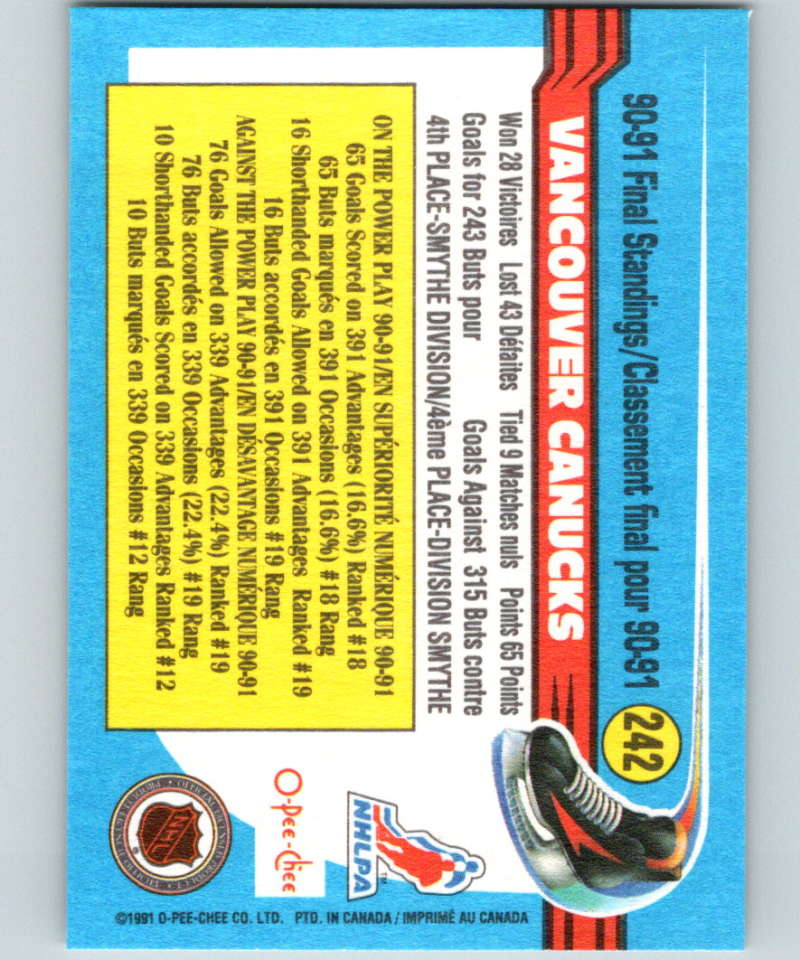 90-91 Final Standings/Classement final pour 90-91
242
VANCOUVER CANUCKS
Won 28 Victoires Lost 43 Défaites Tied 9 Matches nuls Points 65 Points
Goals for 243 Buts pour Goals Against 315 Buts contre
4th PLACE-SMYTHE DIVISION/4ème PLACE-DIVISION SMYTHE
ON THE POWER PLAY 90-91/EN SUPÉRIORITÉ NUMÉRIQUE 90-91
65 Goals Scored on 391 Advantages (16.6%) Ranked #18
65 Buts marqués en 391 Occasions (16.6%) #18 Rang
16 Shorthanded Goals Allowed on 391 Advantages Ranked #19
16 Buts accordés en 391 Occasions #19 Rang
AGAINST THE POWER PLAY 90-91/EN DÉSAVANTAGE NUMÉRIQUE 90-91
76 Goals Allowed on 339 Advantages (22.4%) Ranked #19
76 Buts accordés en 339 Occasions (22.4%) #19 Rang
10 Shorthanded Goals Scored on 339 Advantages Ranked #12
10 Buts marqués en 339 Occasions #12 Rang
NHLPA
TM
O-Pee-Chee
NHL
©1991 O-PEE-CHEE CO. LTD. PTD. IN CANADA / IMPRIMÉ AU CANADA